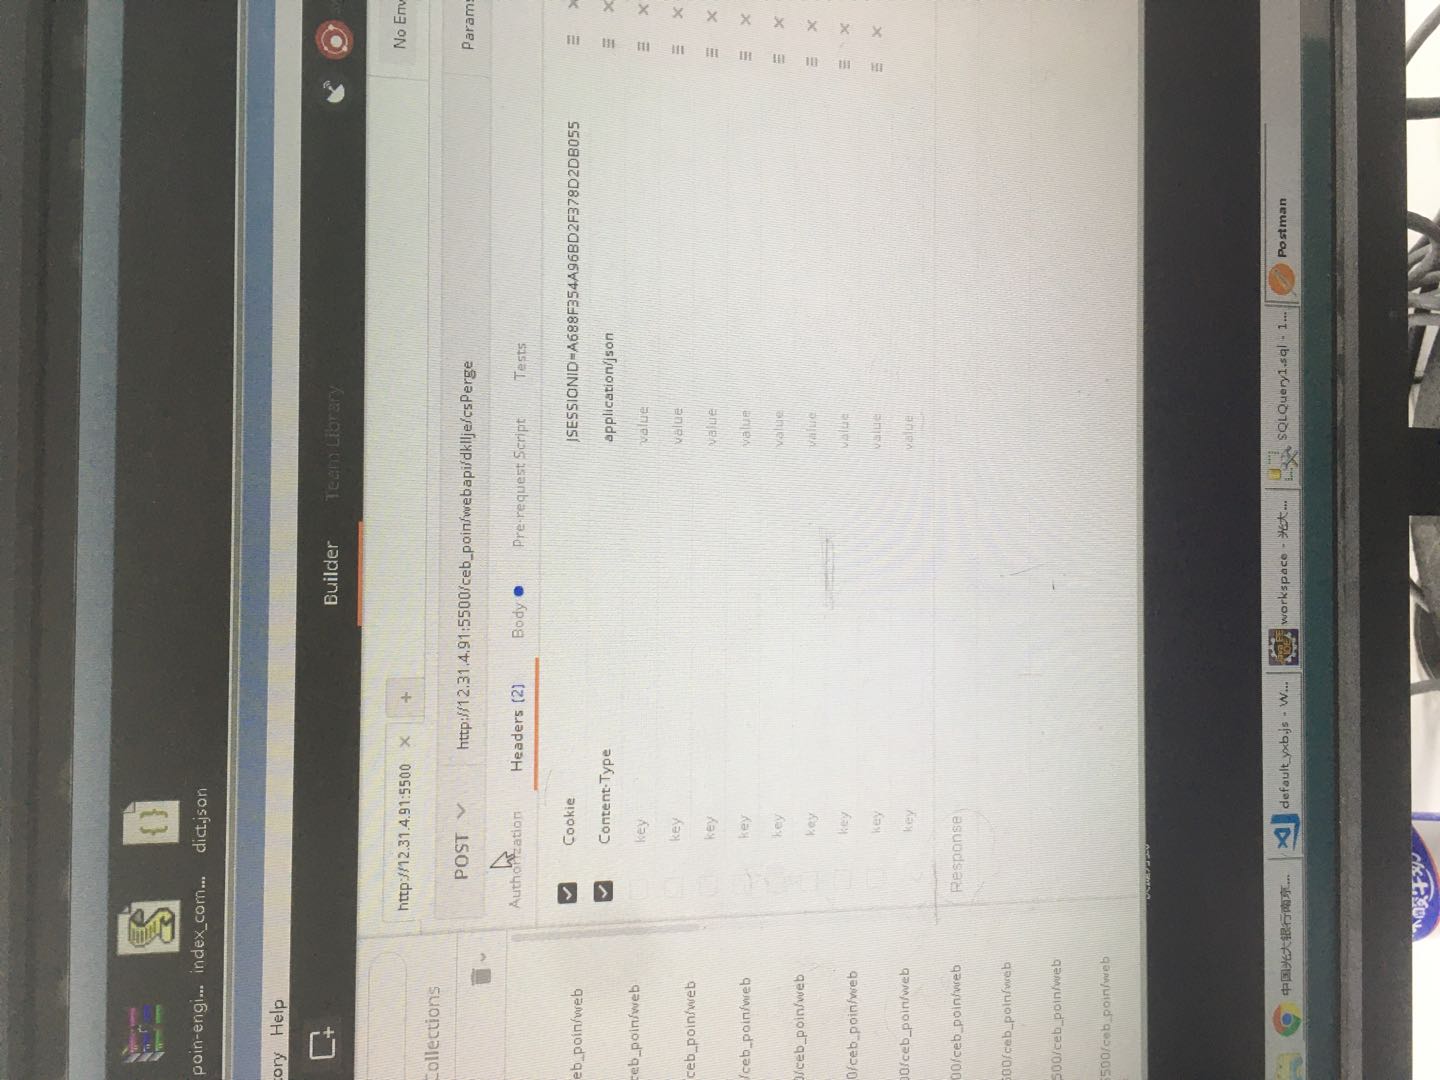 poin-engi... index_com... dict.json
tory Help
Builder Team Library
http://12.31.4.91:5500 No Env
Collections
POST http://12.31.4.91:5500/ceb_poin/webapi/dkllje/csPerge Params
Authorization Headers (2) Body Pre-request Script Tests
Cookie JSESSIONID=A688F354A96BD2F378D2DB055
eb_poin/web
Content-Type application/json
ceb_poin/web
key value
key value
/ceb_poin/web
key value
/ceb_poin/web
key value
key value
0/ceb_poin/web
key value
key value
0/ceb_poin/web
key value
00/ceb_poin/web
key value
Response
00/ceb_poin/web
500/ceb_poin/web
500/ceb_poin/web
5500/ceb_poin/web
中国光大银行南京... default_yxb.js - W... workspace - 光大... SQLQuery1.sql - 1... Postman
酸牛奶